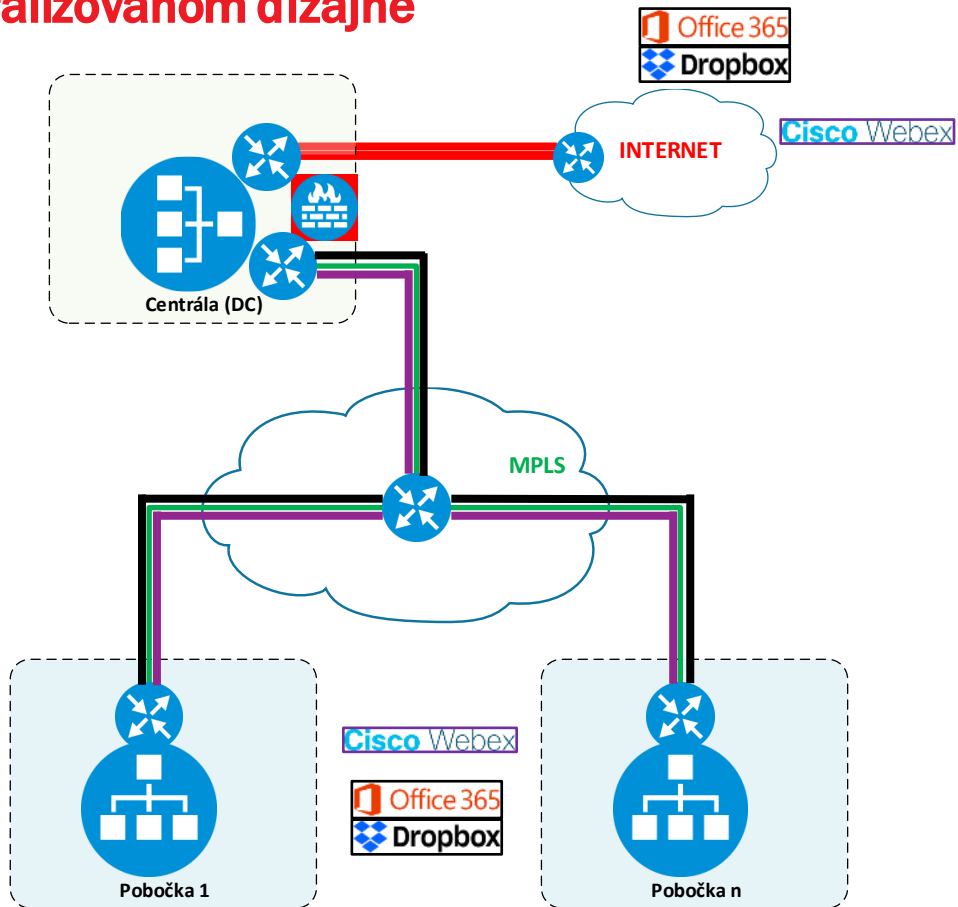 alizovanom dizajne
Office 365
Dropbox
Cisco Webex
INTERNET
Centrála (DC)
MPLS
Cisco Webex
Office 365
Dropbox
Pobočka 1
Pobočka n